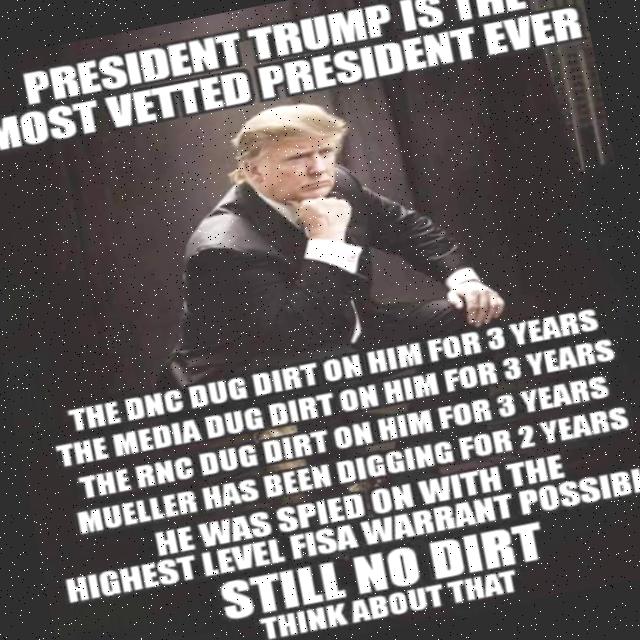 PRESIDENT TRUMP IS THE
MOST VETTED PRESIDENT EVER
THE DNC DUG DIRT ON HIM FOR 3 YEARS
THE MEDIA DUG DIRT ON HIM FOR 3 YEARS
THE RNC DUG DIRT ON HIM FOR 3 YEARS
MUELLER HAS BEEN DIGGING FOR 2 YEARS
HE WAS SPIED ON WITH THE
HIGHEST LEVEL FISA WARRANT POSSIBL
STILL NO DIRT
THINK ABOUT THAT